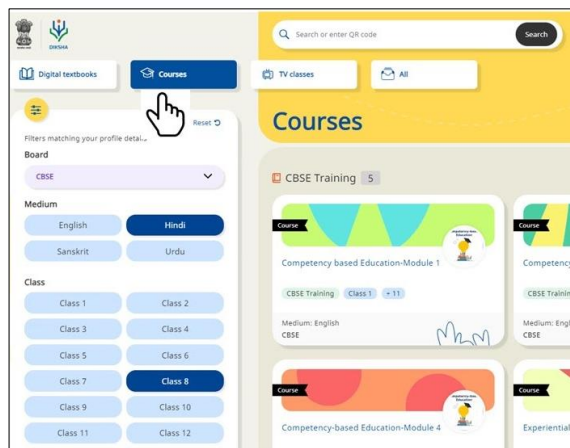 DIKSHA
Search or enter QR code
Search
Digital textbooks
Courses
TV classes
All
Reset
Filters matching your profile detai...
Board
CBSE
Medium
English
Hindi
Sanskrit
Urdu
Class
Class 1
Class 2
Class 3
Class 4
Class 5
Class 6
Class 7
Class 8
Class 9
Class 10
Class 11
Class 12
Courses
CBSE Training 5
Course
Competency based Education-Module 1
CBSE Training Class 1 + 11
Medium: English
CBSE
Course
Competency
CBSE Trainin
Medium: Engl
CBSE
Course
Competency-based Education-Module 4
Course
Experiential